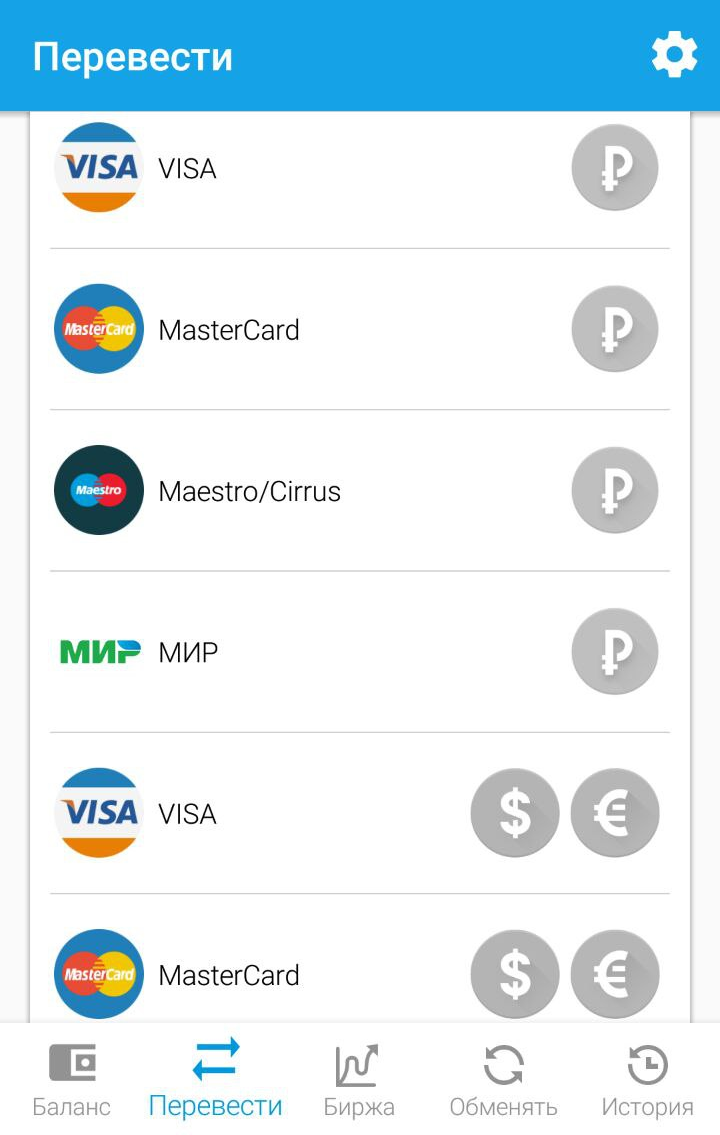 Перевести
VISA VISA ₽
MasterCard MasterCard ₽
Maestro Maestro/Cirrus ₽
МИР МИР ₽
VISA VISA $ €
MasterCard MasterCard $ €
Баланс Перевести Биржа Обменять История